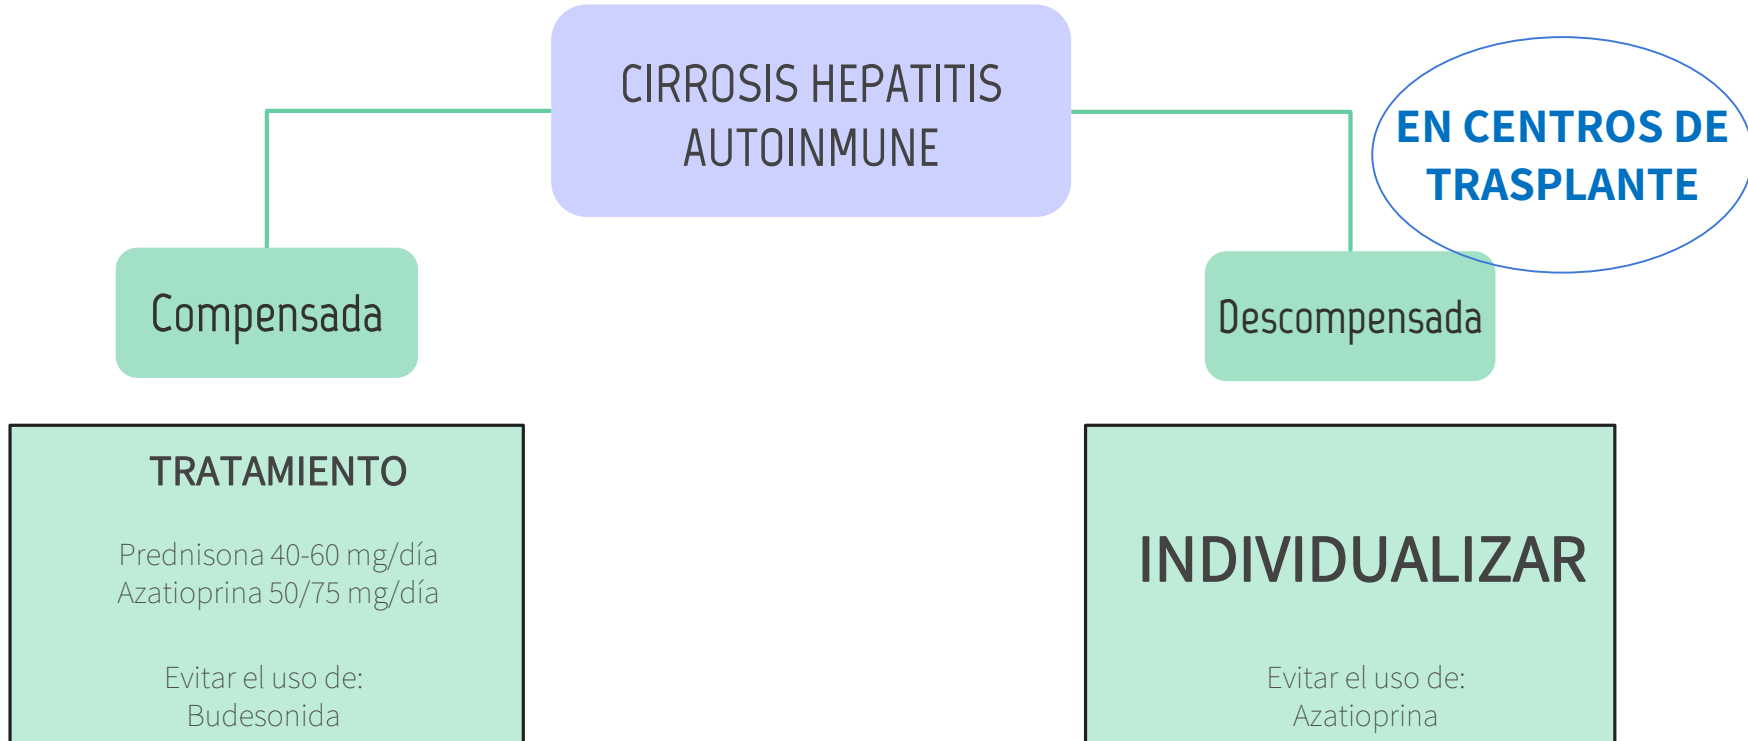 CIRROSIS HEPATITIS
AUTOINMUNE
EN CENTROS DE
TRASPLANTE
Compensada
Descompensada
TRATAMIENTO
Prednisona 40-60 mg/día
Azatioprina 50/75 mg/día
Evitar el uso de:
Budesonida
INDIVIDUALIZAR
Evitar el uso de:
Azatioprina